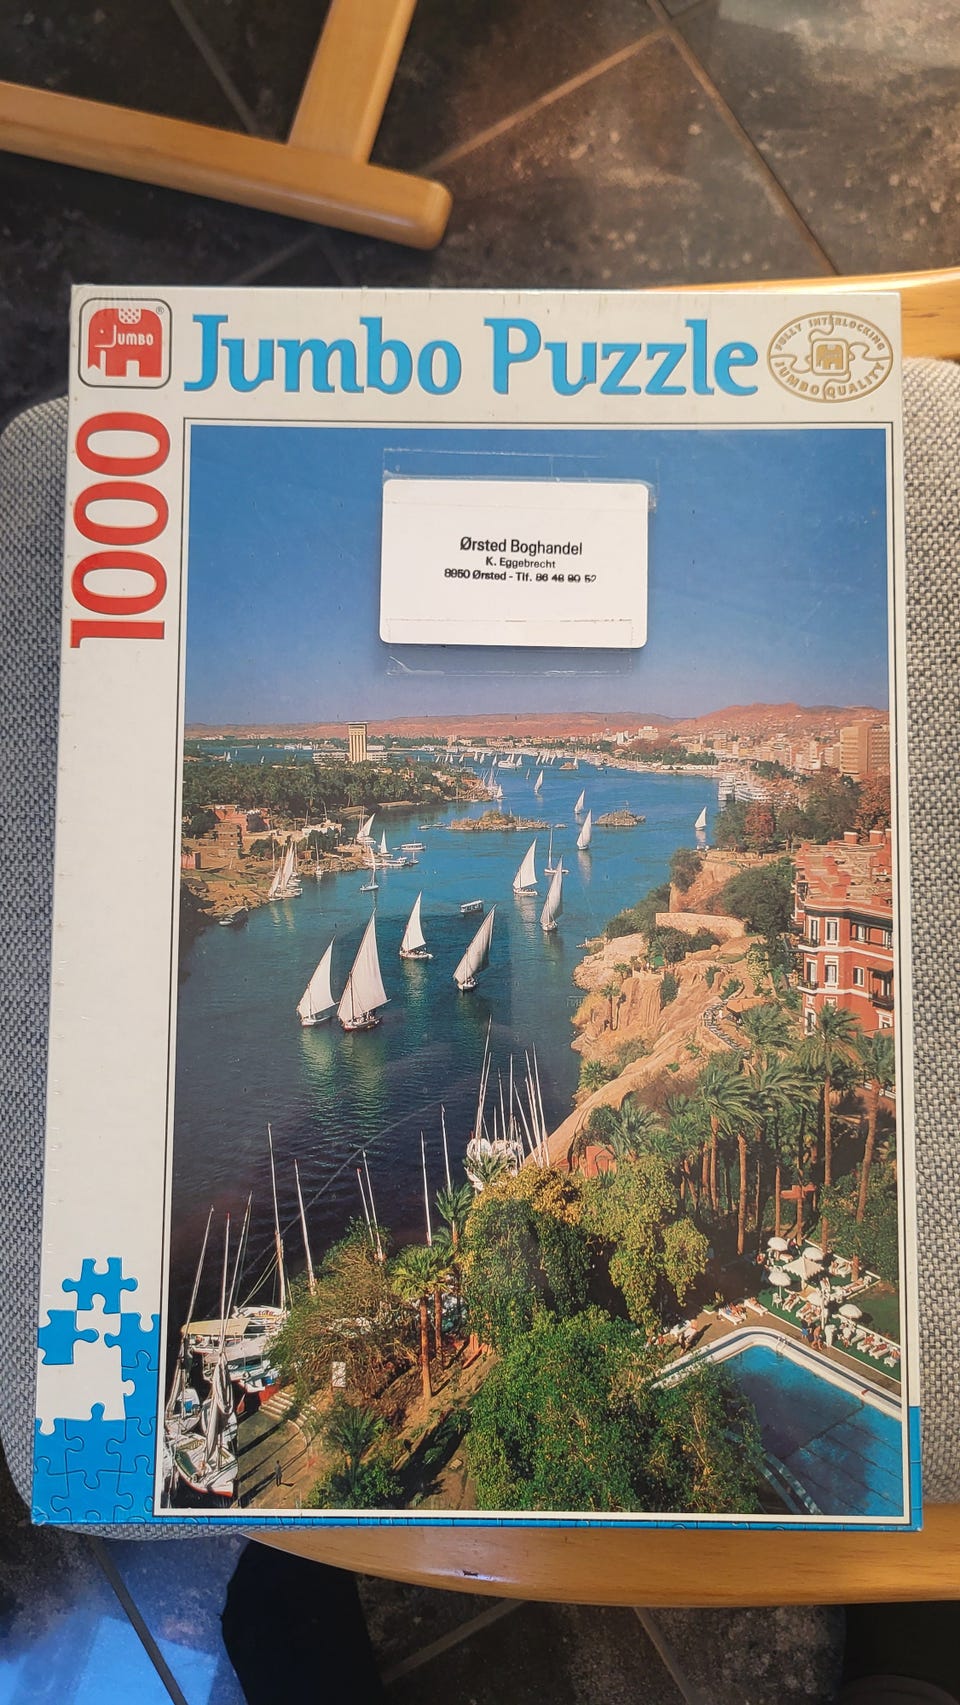 JUMBO
®
Jumbo Puzzle
FULLY INTERLOCKING
JUMBO QUALITY
1000
Ørsted Boghandel
K. Eggebrecht
8950 Ørsted - Tlf. 86 48 90 52